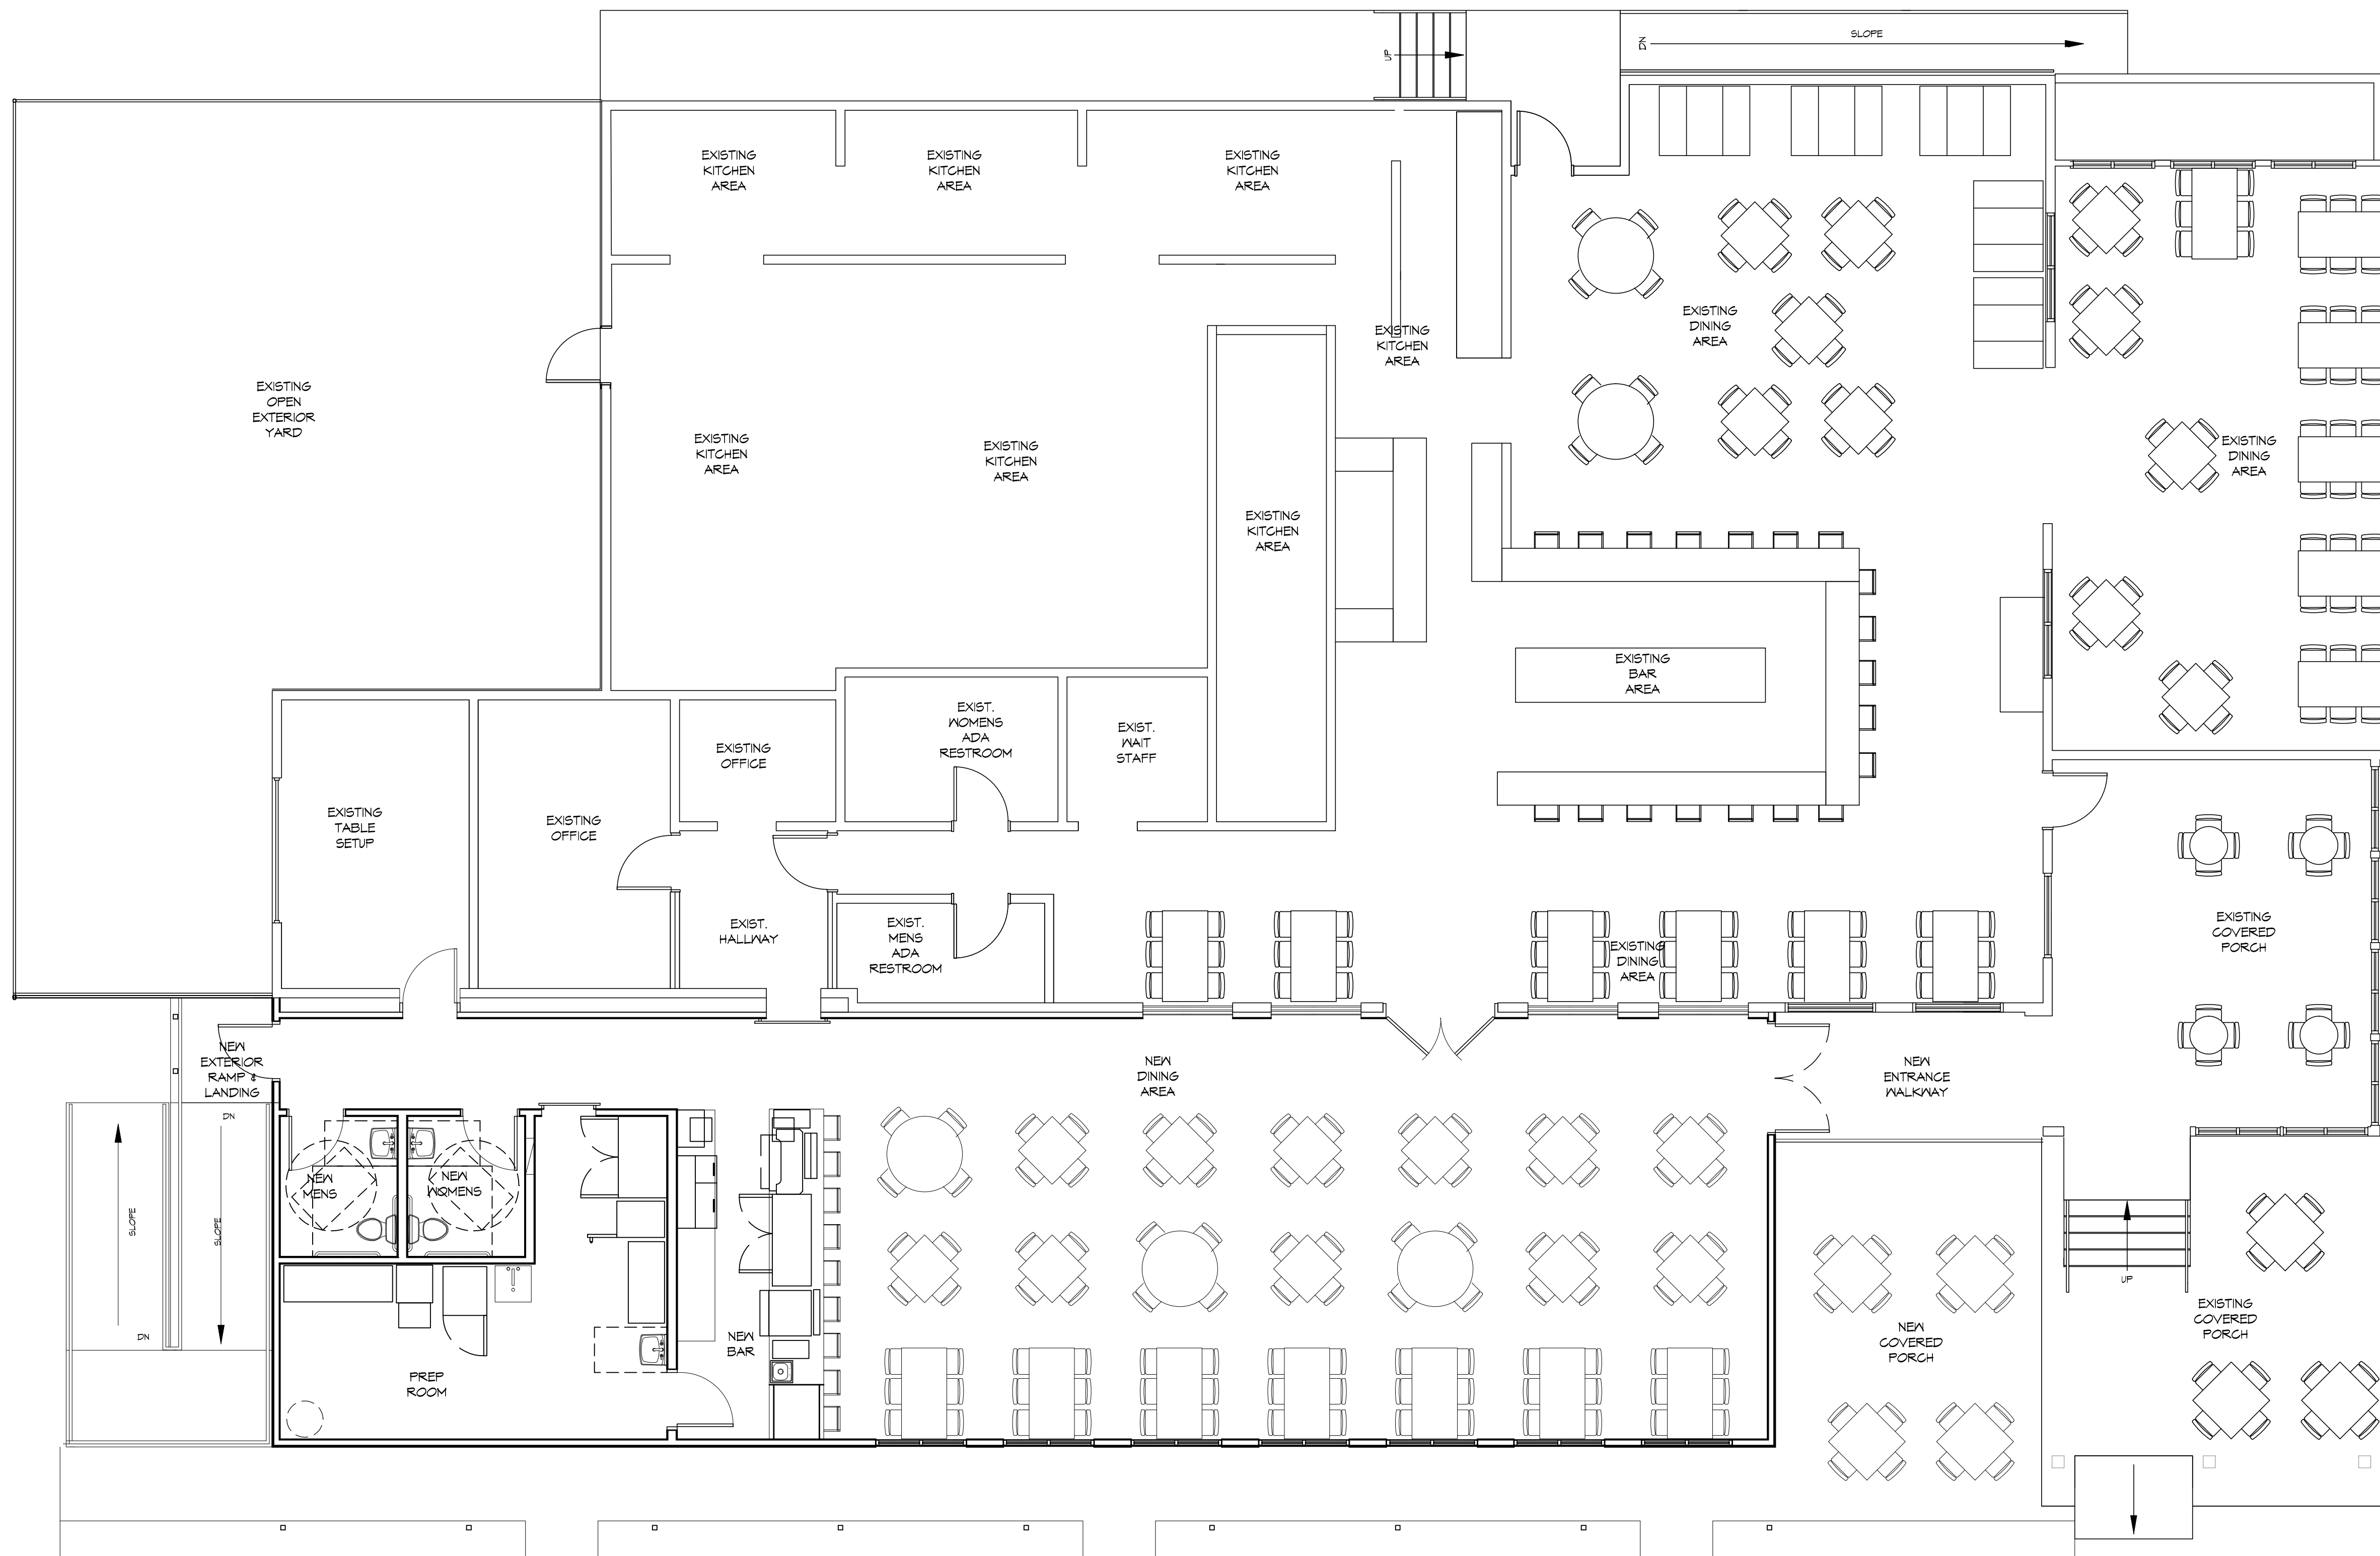 UP
DN
SLOPE
EXISTING
KITCHEN
AREA
EXISTING
KITCHEN
AREA
EXISTING
KITCHEN
AREA
EXISTING
KITCHEN
AREA
EXISTING
DINING
AREA
EXISTING
OPEN
EXTERIOR
YARD
EXISTING
KITCHEN
AREA
EXISTING
KITCHEN
AREA
EXISTING
DINING
AREA
EXISTING
KITCHEN
AREA
EXISTING
BAR
AREA
EXIST.
WOMENS
ADA
RESTROOM
EXIST.
WAIT
STAFF
EXISTING
OFFICE
EXISTING
TABLE
SETUP
EXISTING
OFFICE
EXIST.
HALLWAY
EXIST.
MENS
ADA
RESTROOM
EXISTING
DINING
AREA
EXISTING
COVERED
PORCH
NEW
EXTERIOR
RAMP &
LANDING
NEW
DINING
AREA
NEW
ENTRANCE
WALKWAY
DN
NEW
MENS
NEW
WOMENS
SLOPE
SLOPE
UP
DN
NEW
BAR
NEW
COVERED
PORCH
EXISTING
COVERED
PORCH
PREP
ROOM